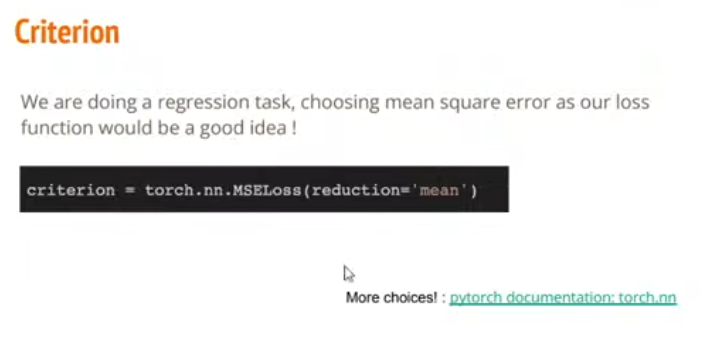 Criterion
We are doing a regression task, choosing mean square error as our loss
function would be a good idea !
criterion = torch.nn.MSELoss(reduction='mean')
More choices! : pytorch documentation: torch.nn